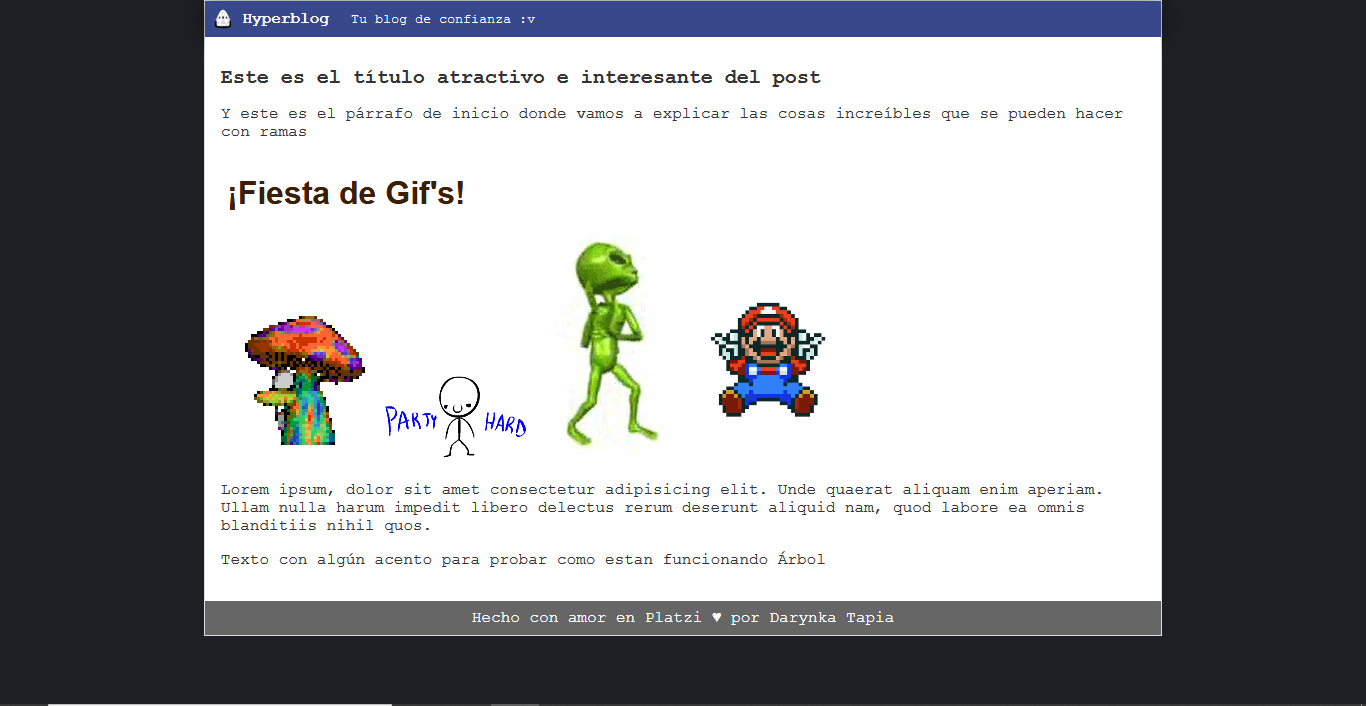 Hyperblog Tu blog de confianza :v
Este es el título atractivo e interesante del post
Y este es el párrafo de inicio donde vamos a explicar las cosas increíbles que se pueden hacer
con ramas
¡Fiesta de Gif's!
PARTY HARD
Lorem ipsum, dolor sit amet consectetur adipisicing elit. Unde quaerat aliquam enim aperiam.
Ullam nulla harum impedit libero delectus rerum deserunt aliquid nam, quod labore ea omnis
blanditiis nihil quos.
Texto con algún acento para probar como estan funcionando Árbol
Hecho con amor en Platzi ♥ por Darynka Tapia